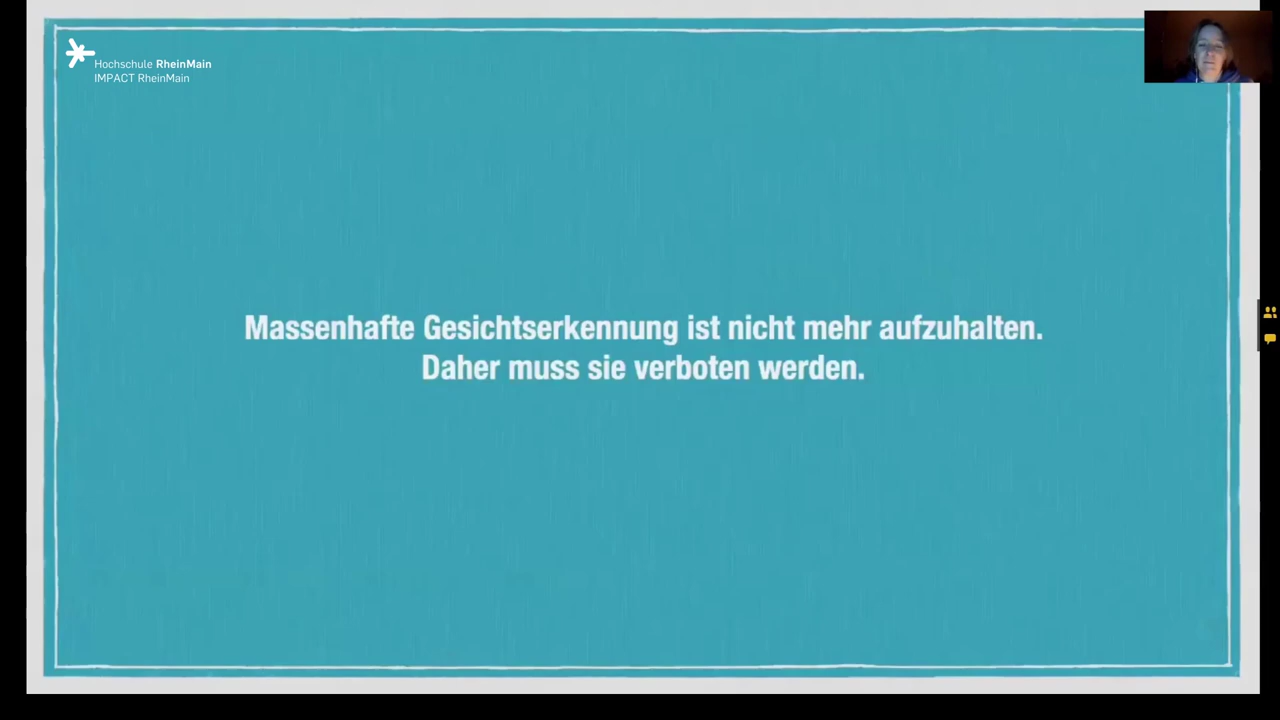 Hochschule RheinMain
IMPACT RheinMain
Massenhafte Gesichtserkennung ist nicht mehr aufzuhalten.
Daher muss sie verboten werden.